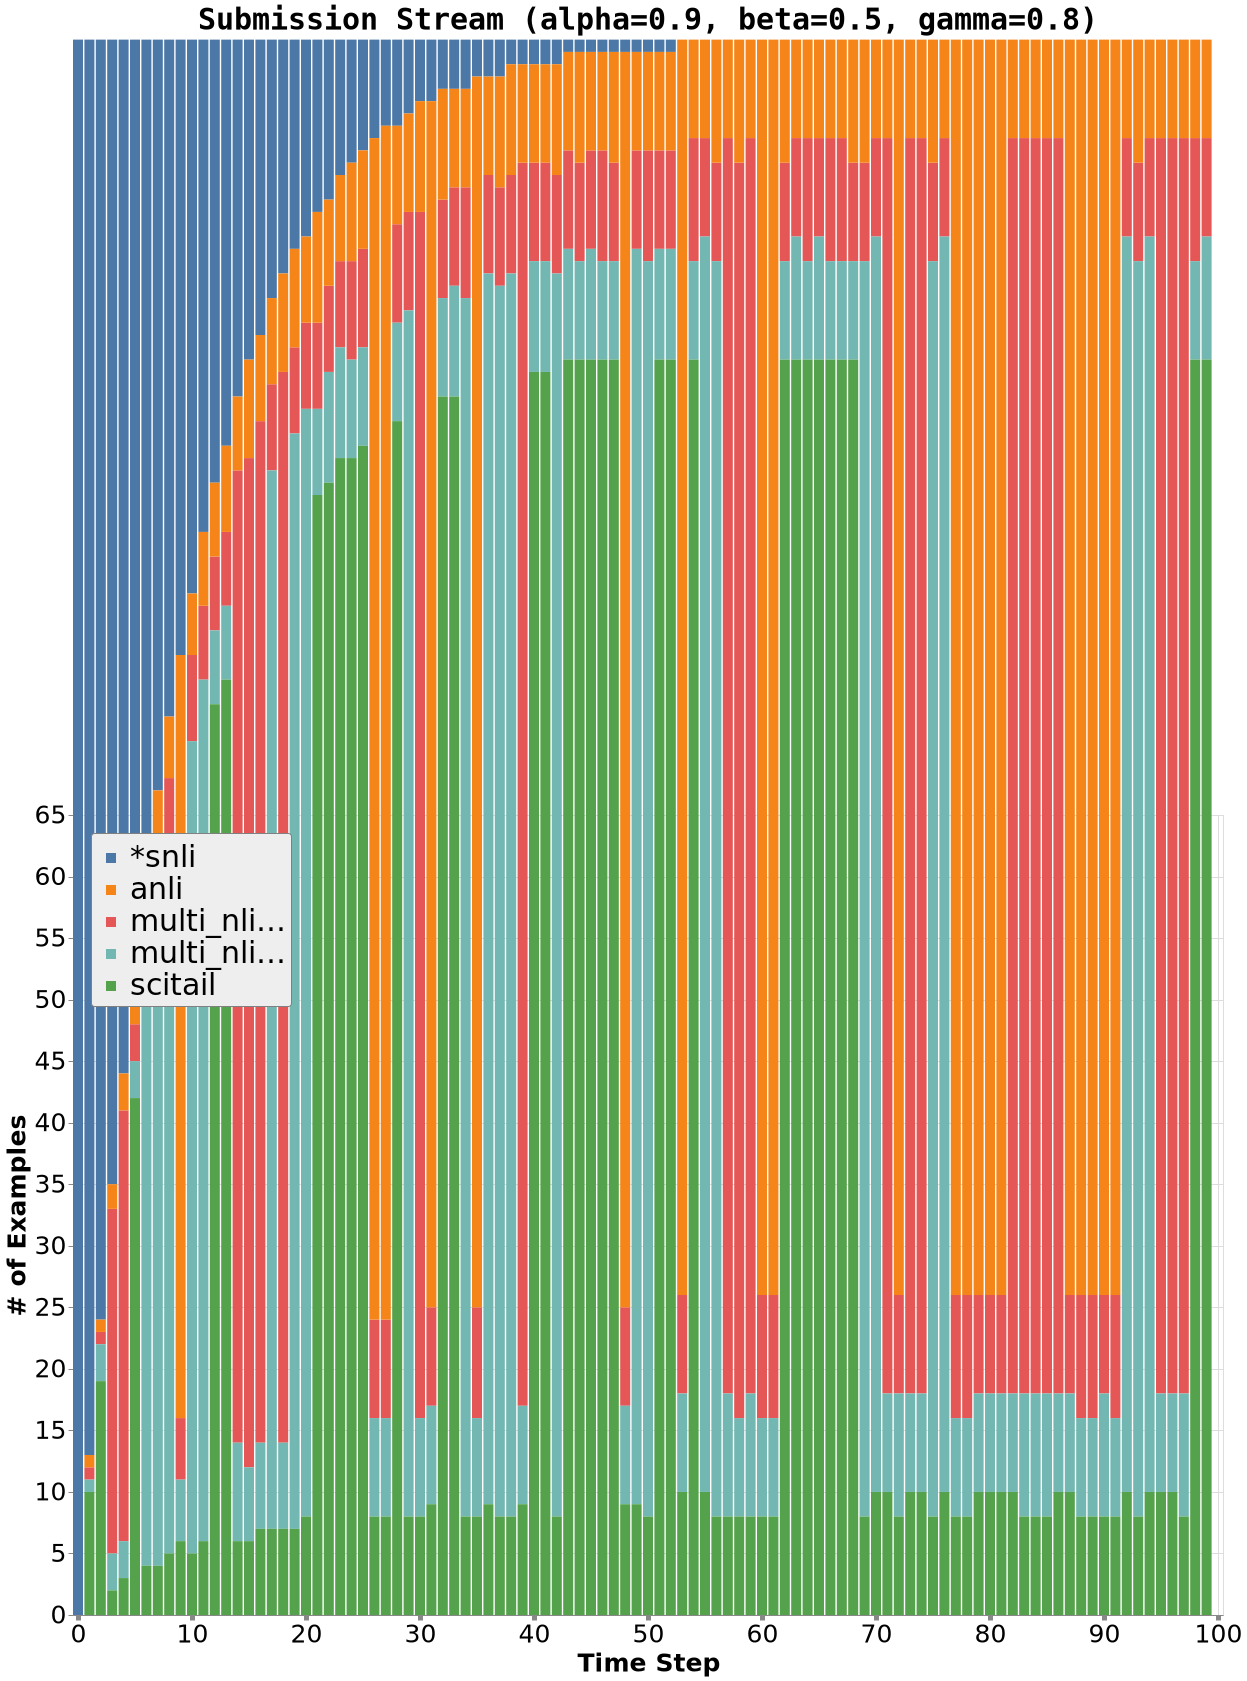 Submission Stream (alpha=0.9, beta=0.5, gamma=0.8)
65
60
55
50
45
40
35
30
25
20
15
10
5
0
# of Examples
*snli
anli
multi_nli...
multi_nli...
scitail
0 10 20 30 40 50 60 70 80 90 100
Time Step